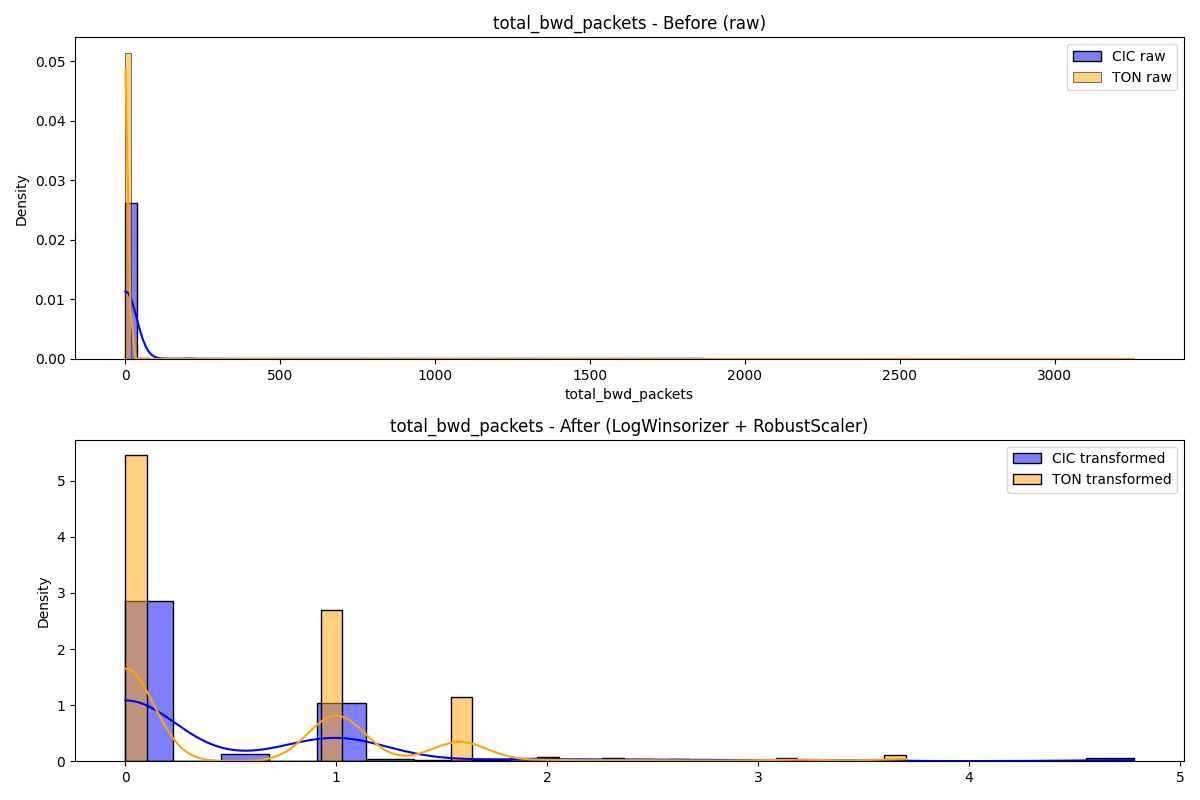 total_bwd_packets - Before (raw)
CIC raw
TON raw
Density
0.05
0.04
0.03
0.02
0.01
0.00
0 500 1000 1500 2000 2500 3000
total_bwd_packets
total_bwd_packets - After (LogWinsorizer + RobustScaler)
CIC transformed
TON transformed
Density
5
4
3
2
1
0
0 1 2 3 4 5